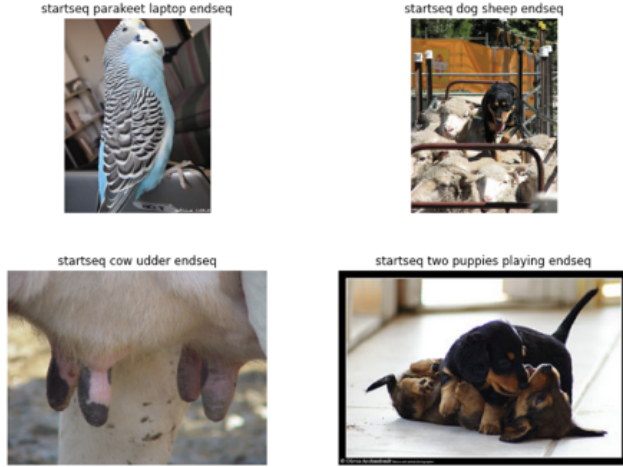 startseq parakeet laptop endseq
startseq dog sheep endseq
startseq cow udder endseq
startseq two puppies playing endseq